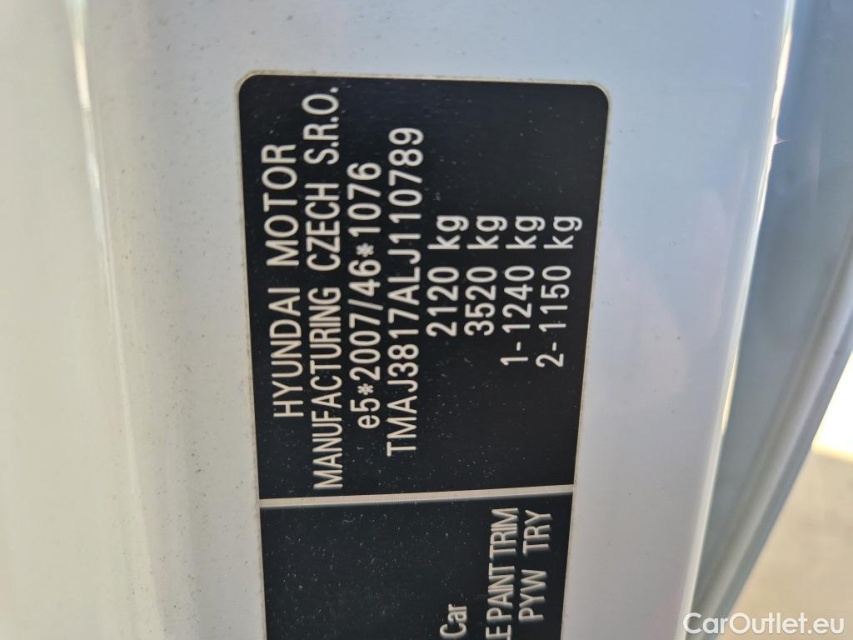 HYUNDAI MOTOR
MANUFACTURING CZECH S.R.O.
e5*2007/46*1076
TMAJ3817ALJ110789
2120 kg
3520 kg
1- 1240 kg
2- 1150 kg
Car
LE PAINT TRIM
PYW TRY
CarOutlet.eu